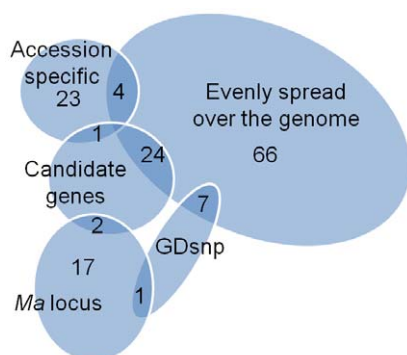 Accession
specific
23
4
Evenly spread
over the genome
66
1
24
Candidate
genes
7
2
GDsnp
17
1
Ma locus